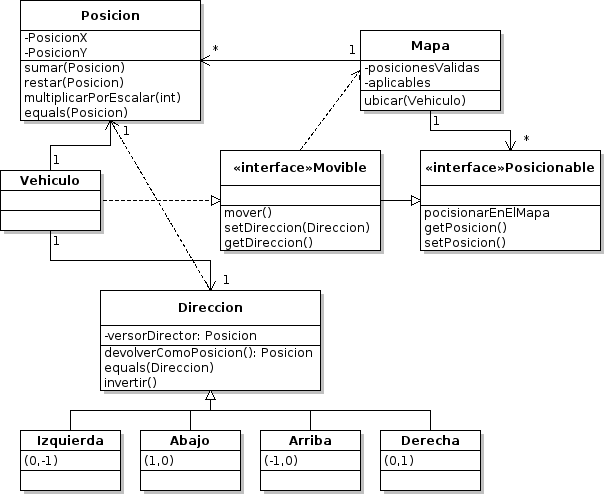 Posicion
-PosicionX
-PosicionY
sumar(Posicion)
restar(Posicion)
multiplicarPorEscalar(int)
equals(Posicion)
*
1
Mapa
-posicionesValidas
-aplicables
ubicar(Vehiculo)
1
*
1
1
Vehiculo
1
«interface»Movible
mover()
setDireccion(Direccion)
getDireccion()
«interface»Posicionable
pocisionarEnElMapa
getPosicion()
setPosicion()
1
Direccion
-versorDirector: Posicion
devolverComoPosicion(): Posicion
equals(Direccion)
invertir()
Izquierda
(0,-1)
Abajo
(1,0)
Arriba
(-1,0)
Derecha
(0,1)